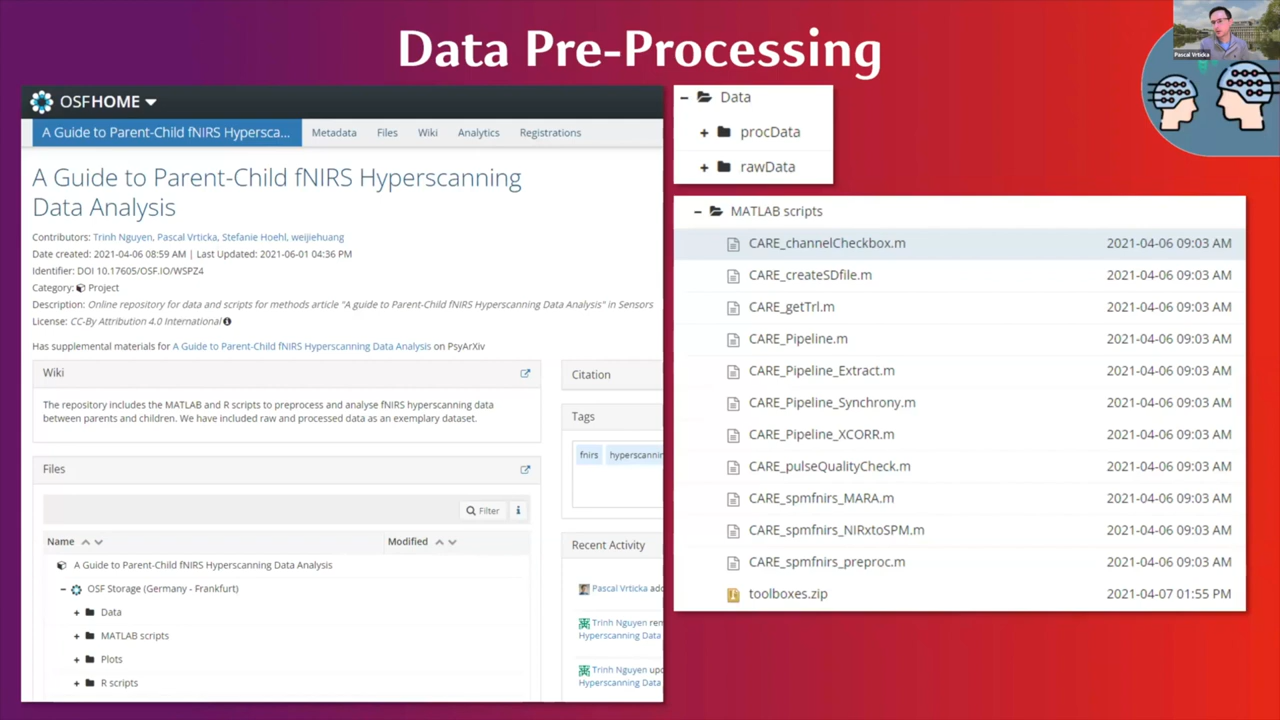 Data Pre-Processing
Pascal Vrticka
OSFHOME
A Guide to Parent-Child fNIRS Hypersca...
Metadata
Files
Wiki
Analytics
Registrations
A Guide to Parent-Child fNIRS Hyperscanning
Data Analysis
Contributors: Trinh Nguyen, Pascal Vrticka, Stefanie Hoehl, weijiehuang
Date created: 2021-04-06 08:59 AM | Last Updated: 2021-06-01 04:36 PM
Identifier: DOI 10.17605/OSF.IO/WSPZ4
Category: Project
Description: Online repository for data and scripts for methods article "A guide to Parent-Child fNIRS Hyperscanning Data Analysis" in Sensors
License: CC-By Attribution 4.0 International
Has supplemental materials for A Guide to Parent-Child fNIRS Hyperscanning Data Analysis on PsyArXiv
Wiki
The repository includes the MATLAB and R scripts to preprocess and analyse fNIRS hyperscanning data
between parents and children. We have included raw and processed data as an exemplary dataset.
Files
Filter
Name
Modified
A Guide to Parent-Child fNIRS Hyperscanning Data Analysis
OSF Storage (Germany - Frankfurt)
Data
MATLAB scripts
Plots
R scripts
Citation
Tags
fnirs
hyperscannin
Recent Activity
Pascal Vrticka add
Trinh Nguyen rem
Hyperscanning Data
Trinh Nguyen upd
Hyperscanning Data
Data
procData
rawData
MATLAB scripts
CARE_channelCheckbox.m 2021-04-06 09:03 AM
CARE_createSDfile.m 2021-04-06 09:03 AM
CARE_getTrl.m 2021-04-06 09:03 AM
CARE_Pipeline.m 2021-04-06 09:03 AM
CARE_Pipeline_Extract.m 2021-04-06 09:03 AM
CARE_Pipeline_Synchrony.m 2021-04-06 09:03 AM
CARE_Pipeline_XCORR.m 2021-04-06 09:03 AM
CARE_pulseQualityCheck.m 2021-04-06 09:03 AM
CARE_spmfnirs_MARA.m 2021-04-06 09:03 AM
CARE_spmfnirs_NIRxtoSPM.m 2021-04-06 09:03 AM
CARE_spmfnirs_preproc.m 2021-04-06 09:03 AM
toolboxes.zip 2021-04-07 01:55 PM